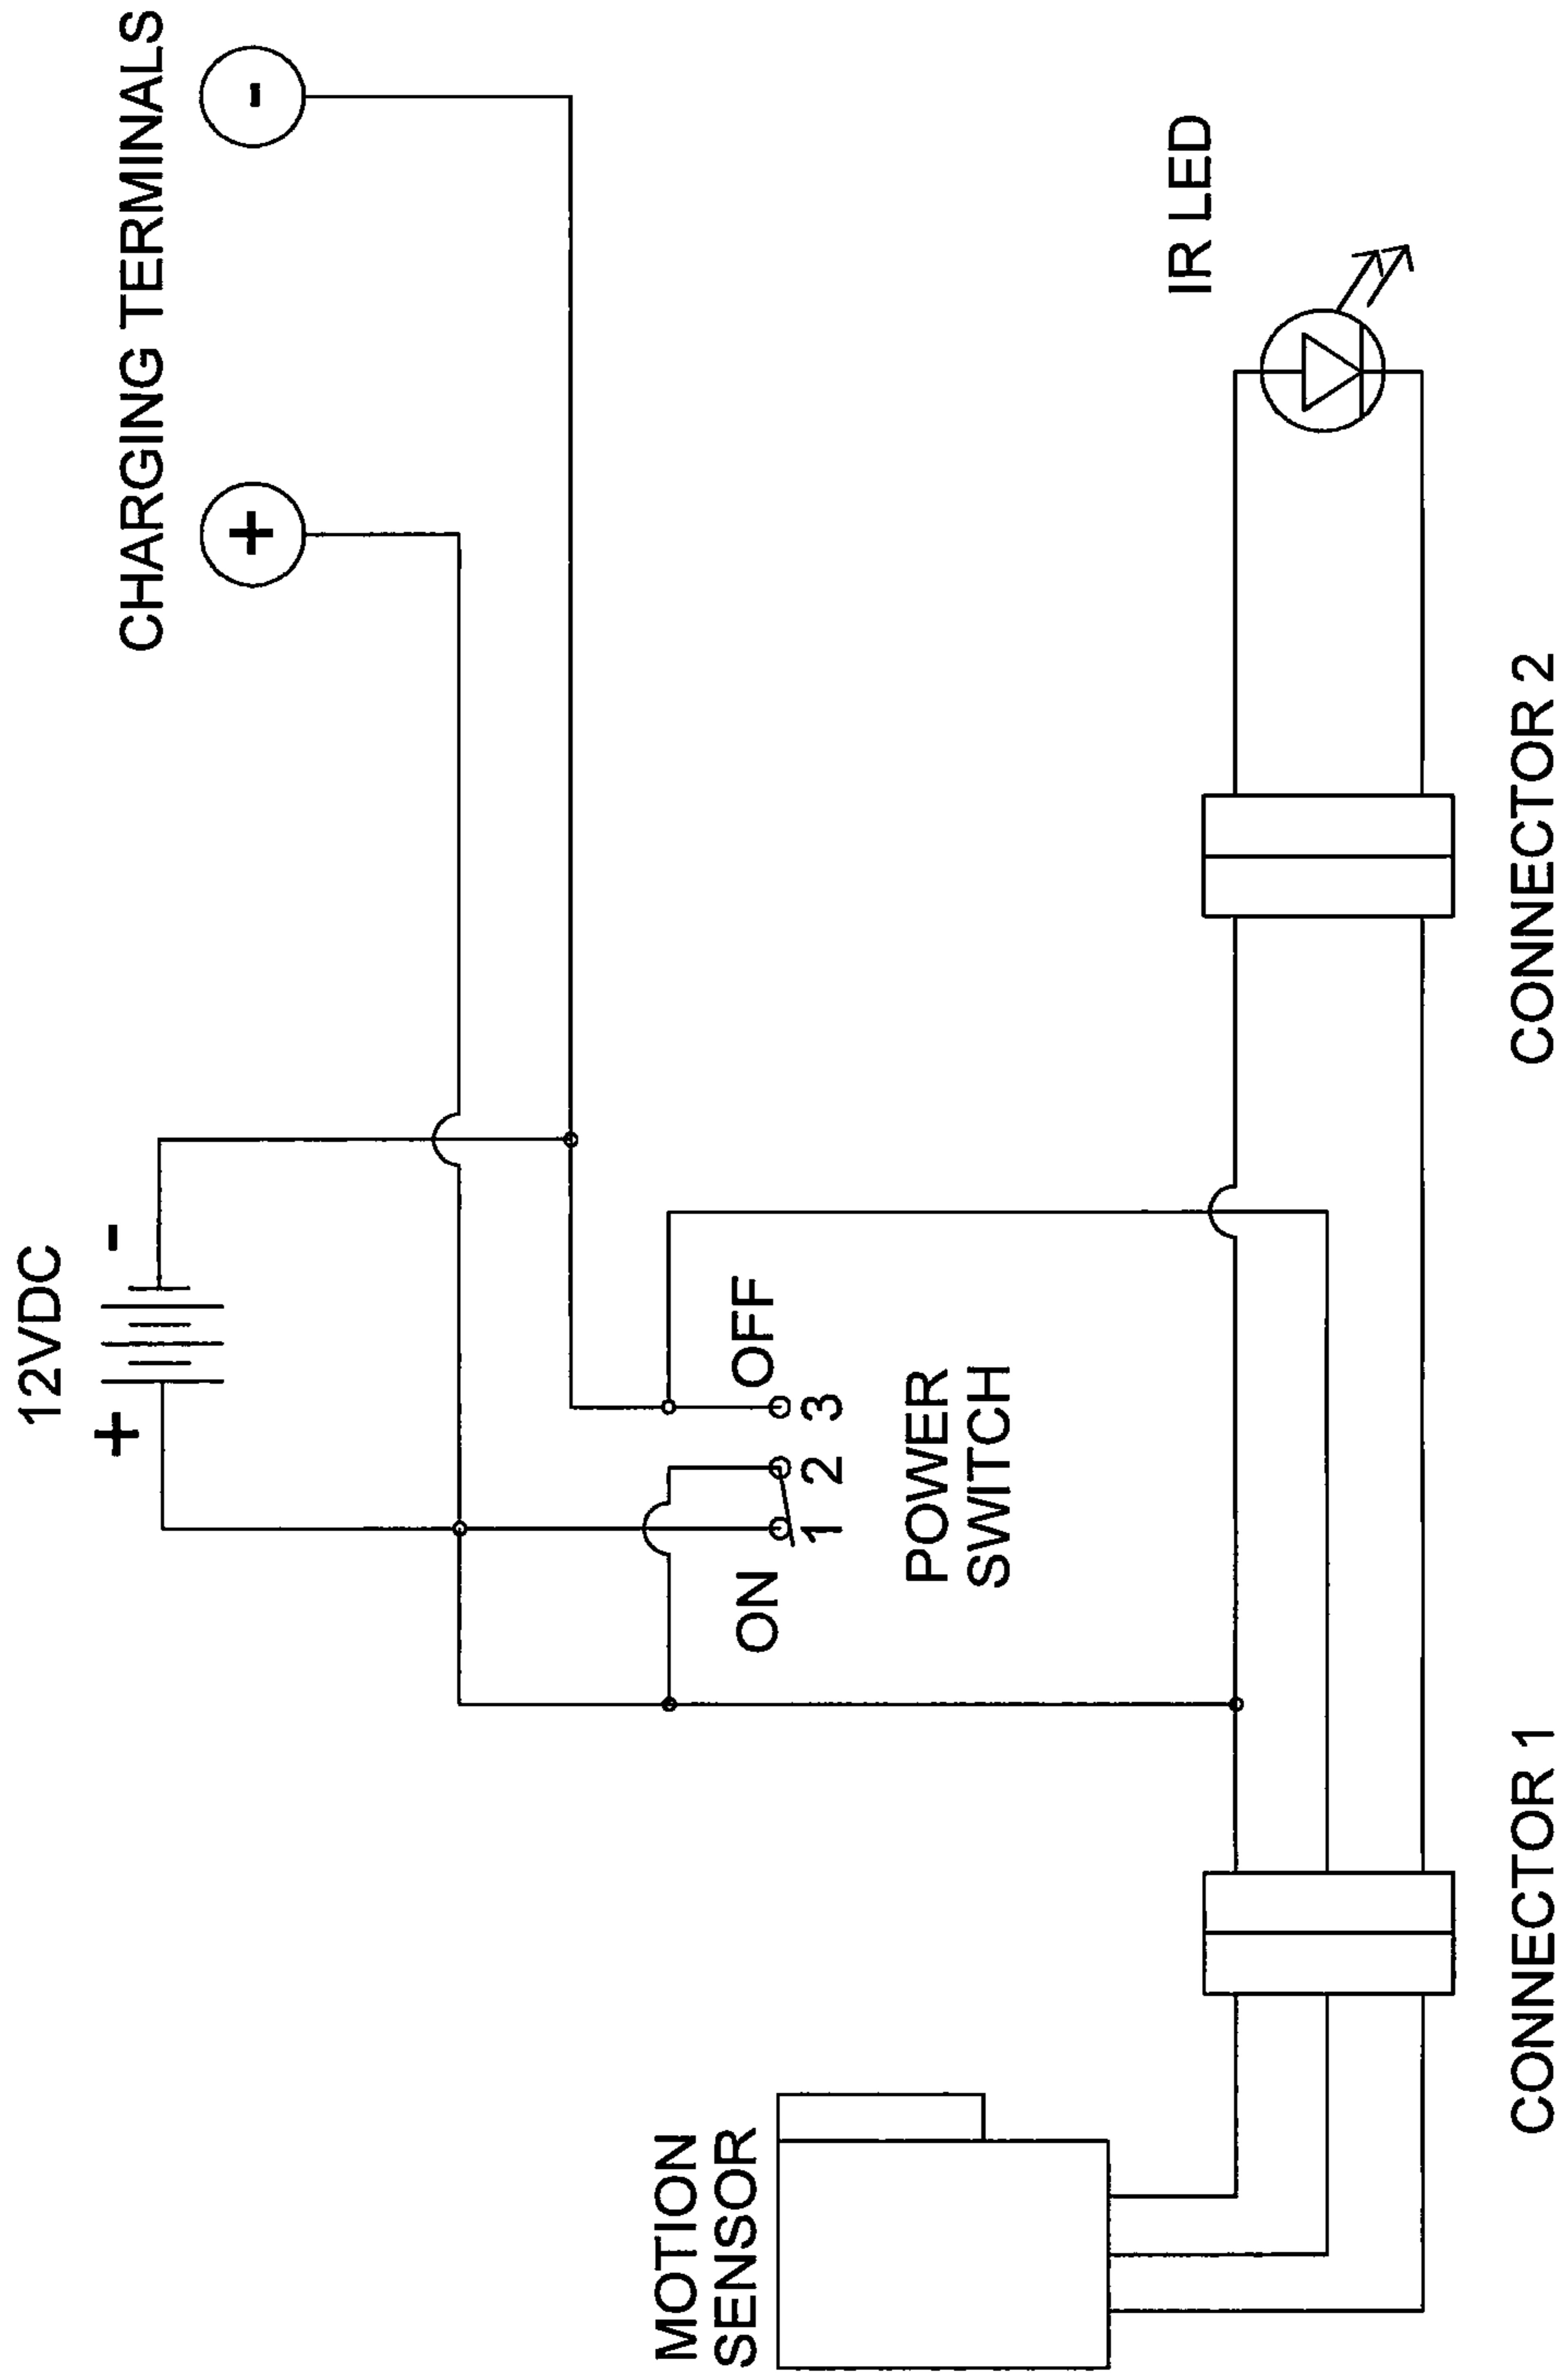 12VDC
+ -
CHARGING TERMINALS
+ -
ON OFF
1 2 3
POWER
SWITCH
MOTION
SENSOR
IR LED
CONNECTOR 1
CONNECTOR 2